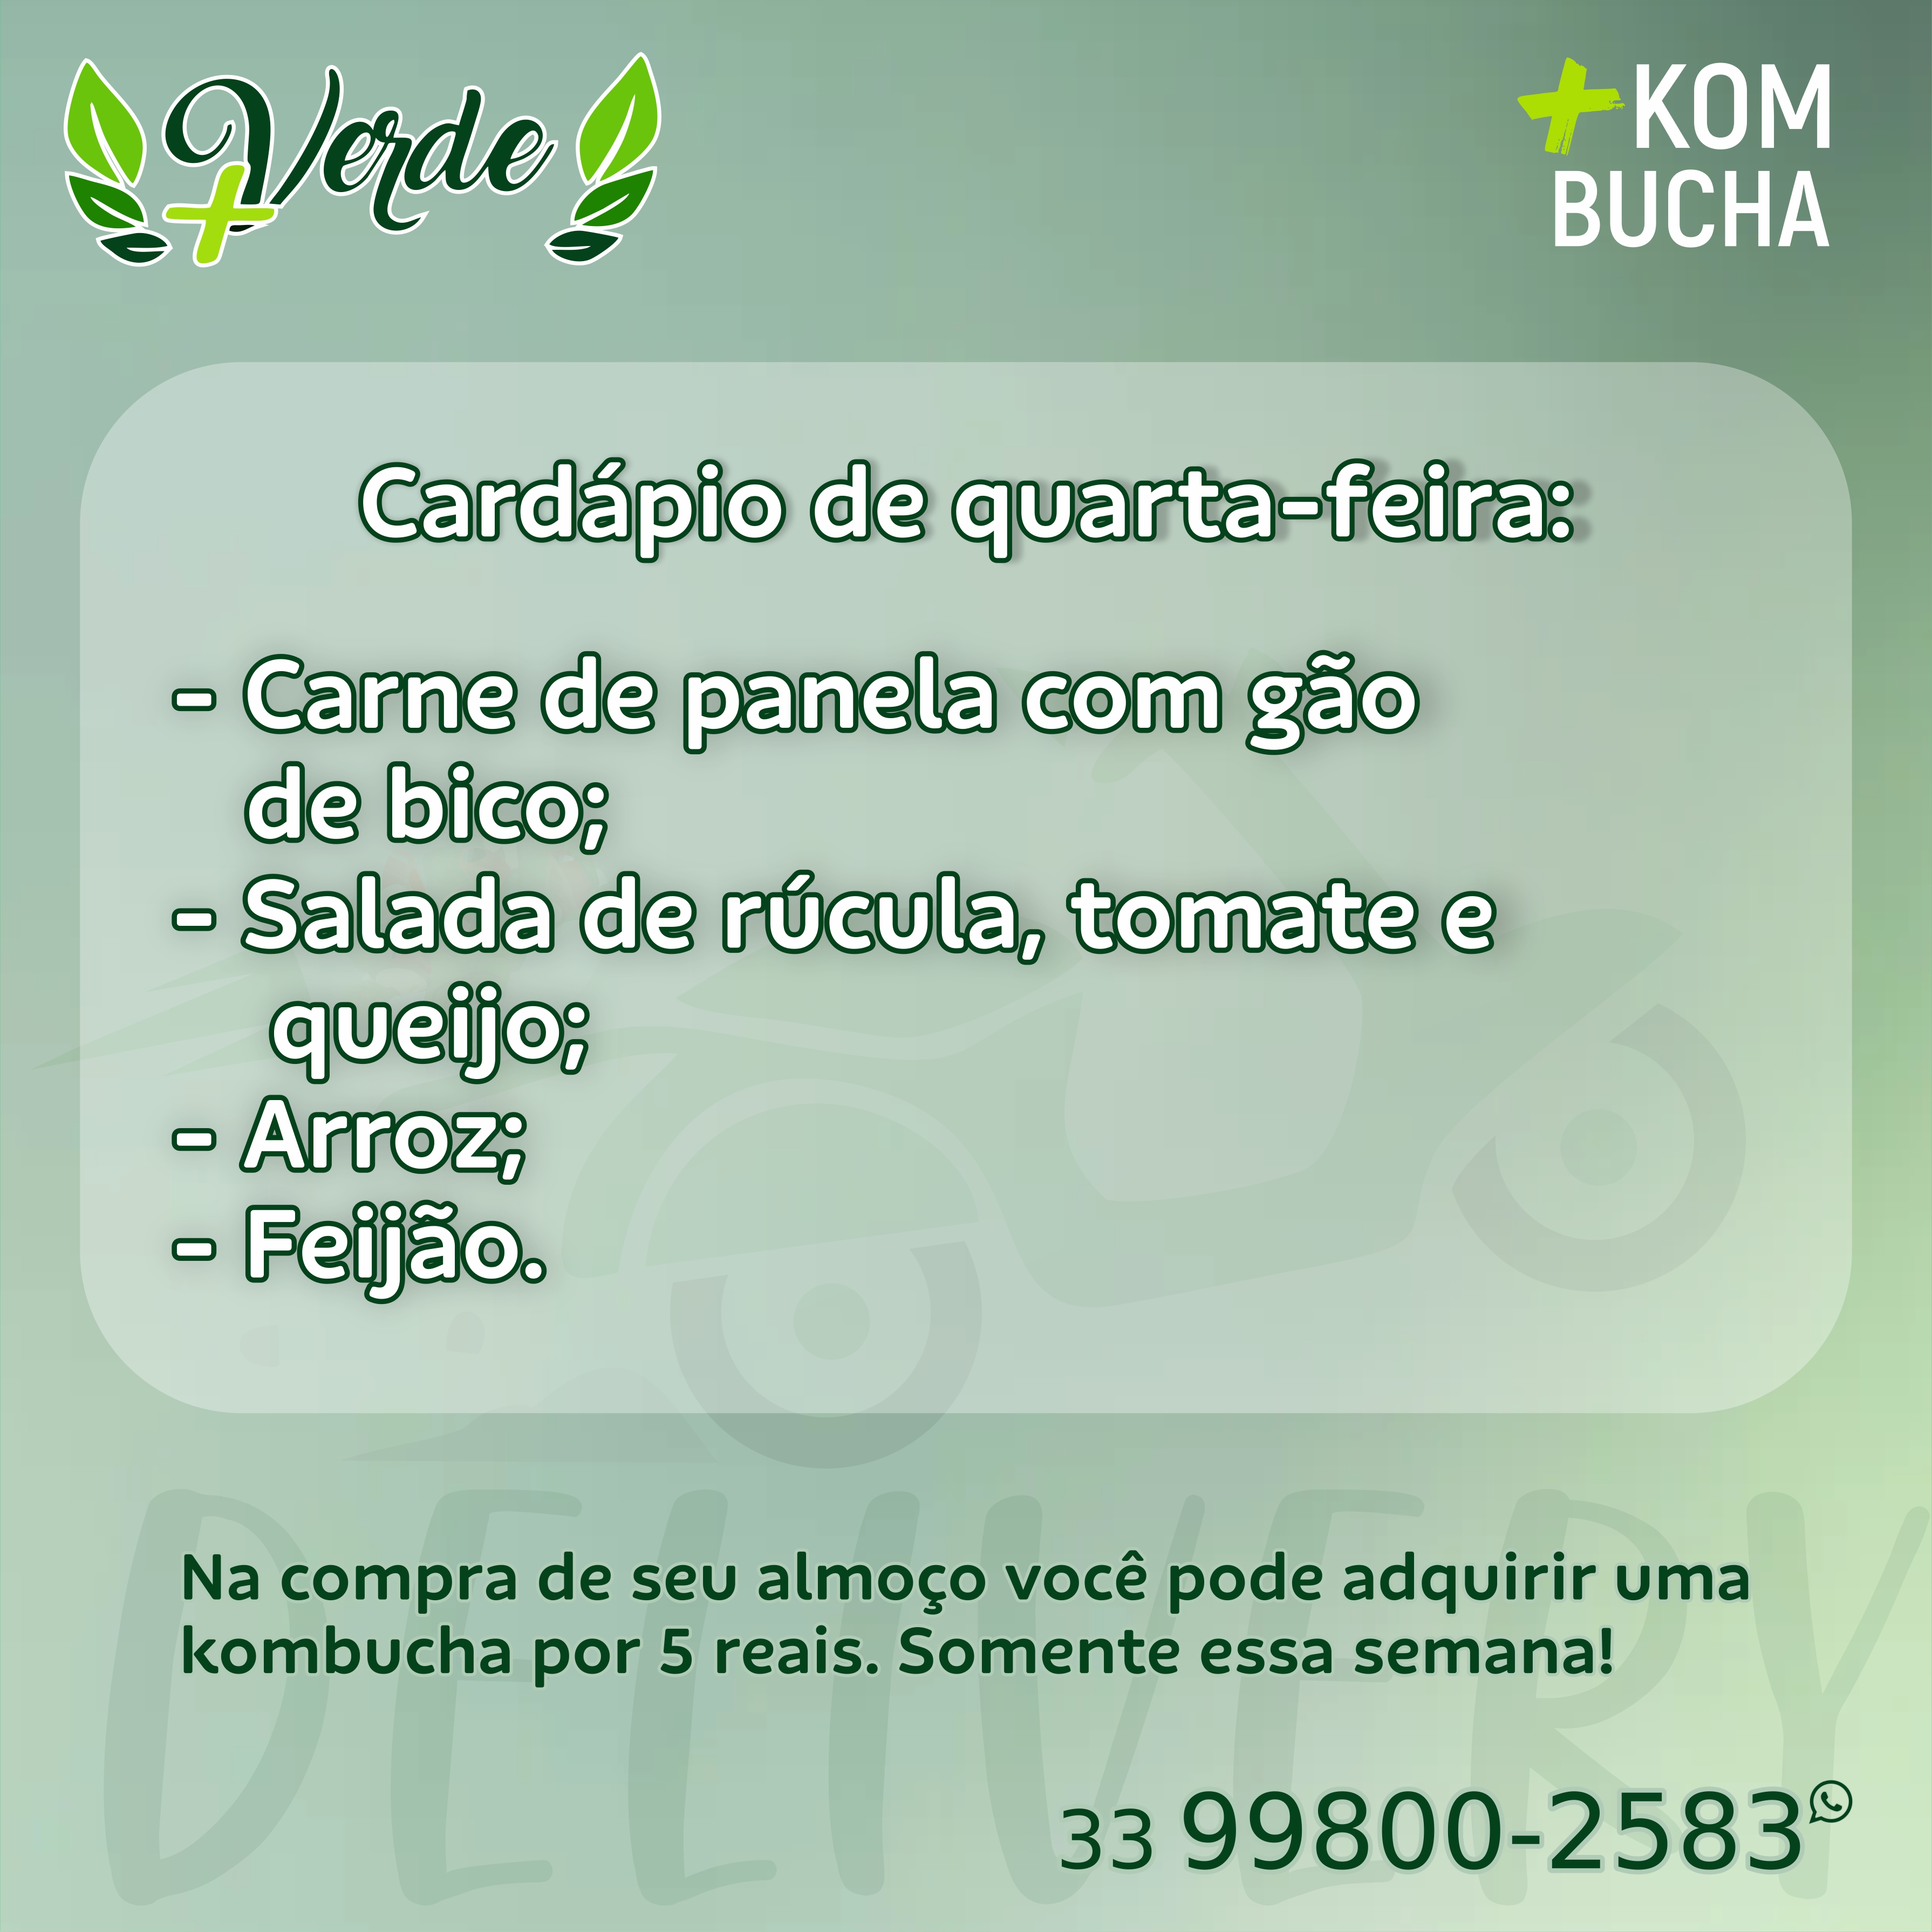 +Verde
+KOM
BUCHA
Cardápio de quarta-feira:
- Carne de panela com gão
de bico;
- Salada de rúcula, tomate e
queijo;
- Arroz;
- Feijão.
DELIVERY
Na compra de seu almoço você pode adquirir uma
kombucha por 5 reais. Somente essa semana!
33 99800-2583